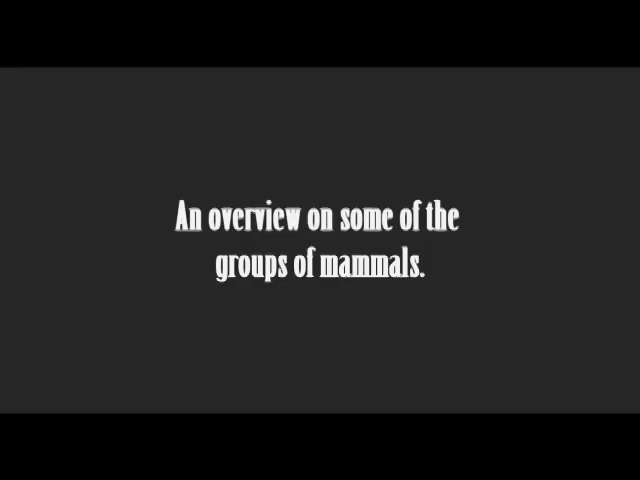 An overview on some of the
groups of mammals.